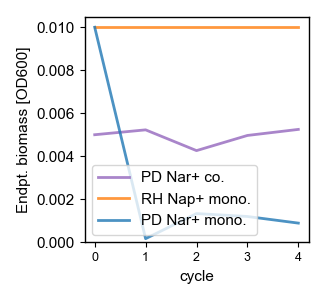 Endpt. biomass [OD600]
0.010
0.008
0.006
0.004
0.002
0.000
PD Nar+ co.
RH Nap+ mono.
PD Nar+ mono.
0 1 2 3 4
cycle